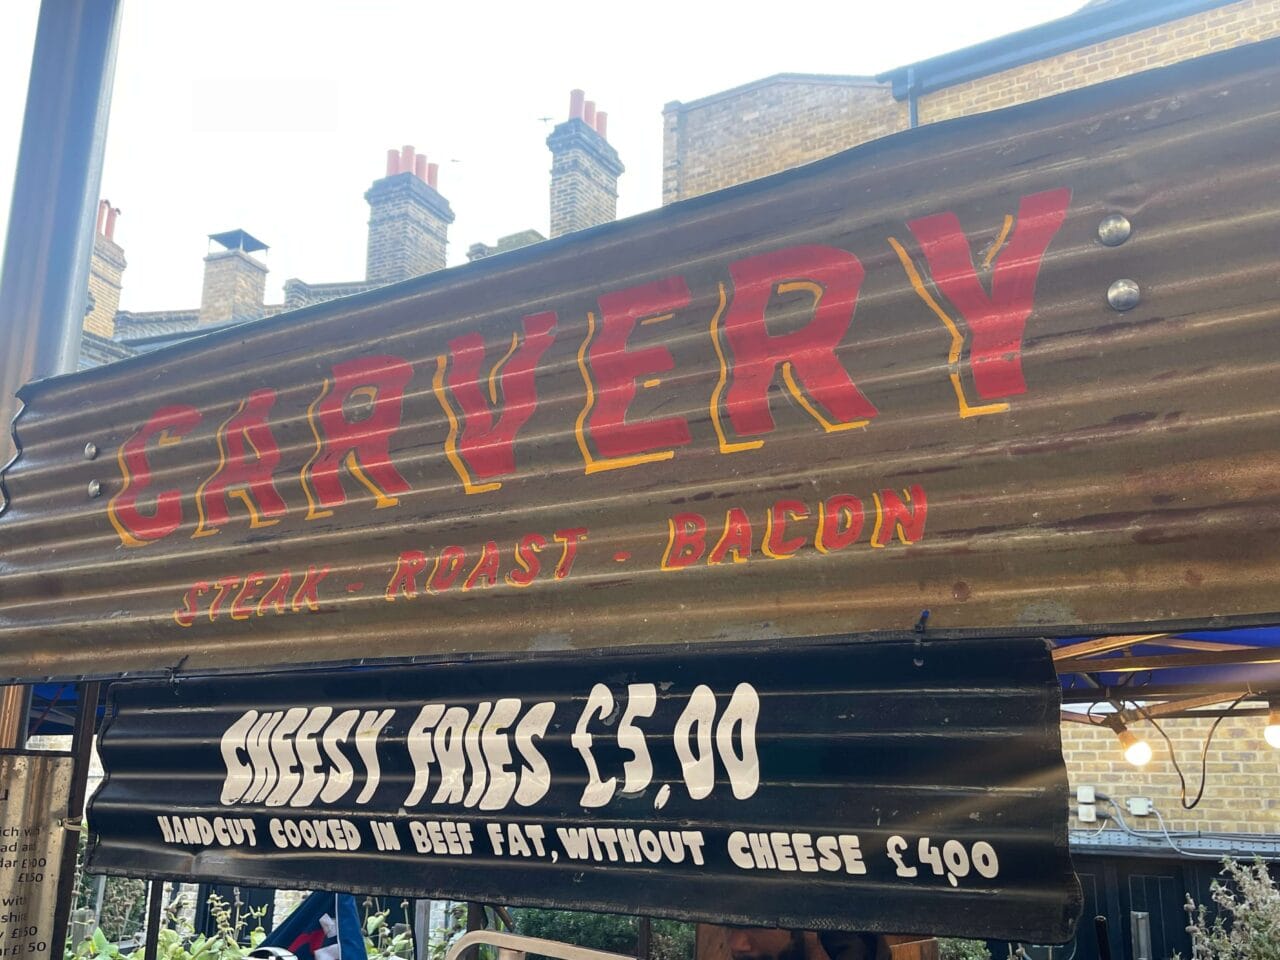 CARVERY
STEAK - ROAST - BACON
CHEESY FRIES £5,00
HANDCUT COOKED IN BEEF FAT, WITHOUT CHEESE £4,00